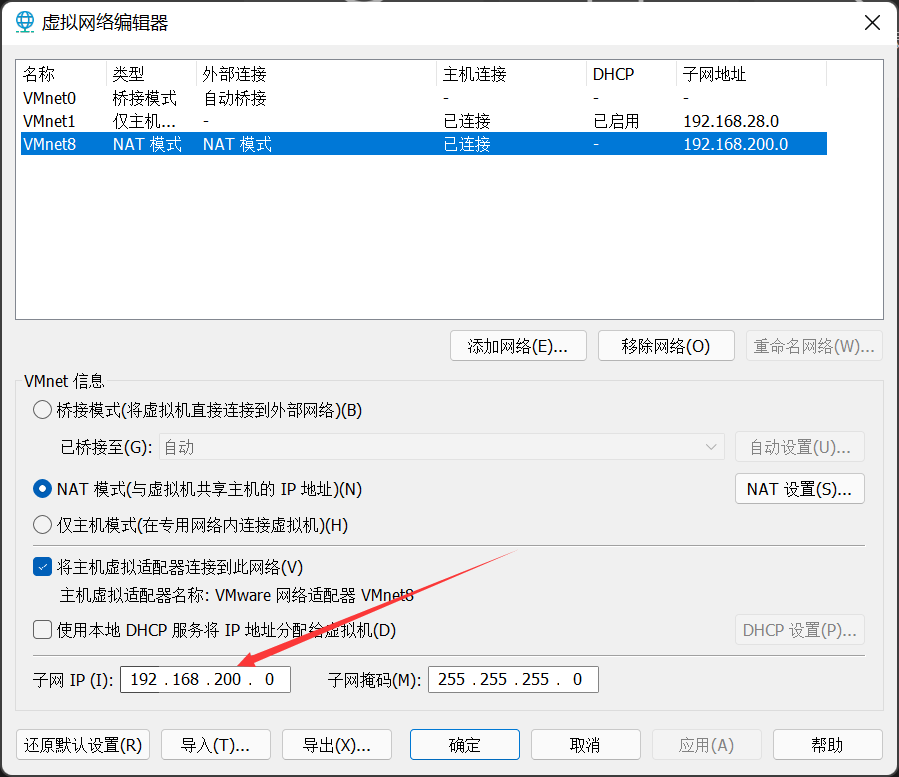 虚拟网络编辑器
名称 类型 外部连接 主机连接 DHCP 子网地址
VMnet0 桥接模式 自动桥接 - - -
VMnet1 仅主机... - 已连接 已启用 192.168.28.0
VMnet8 NAT 模式 NAT 模式 已连接 - 192.168.200.0
添加网络(E)... 移除网络(O) 重命名网络(W)...
VMnet 信息
桥接模式(将虚拟机直接连接到外部网络)(B)
已桥接至(G): 自动 自动设置(U)...
NAT 模式(与虚拟机共享主机的 IP 地址)(N) NAT 设置(S)...
仅主机模式(在专用网络内连接虚拟机)(H)
将主机虚拟适配器连接到此网络(V)
主机虚拟适配器名称: VMware 网络适配器 VMnet8
使用本地 DHCP 服务将 IP 地址分配给虚拟机(D) DHCP 设置(P)...
子网 IP (I): 192 . 168 . 200 . 0 子网掩码(M): 255 . 255 . 255 . 0
还原默认设置(R) 导入(T)... 导出(X)... 确定 取消 应用(A) 帮助